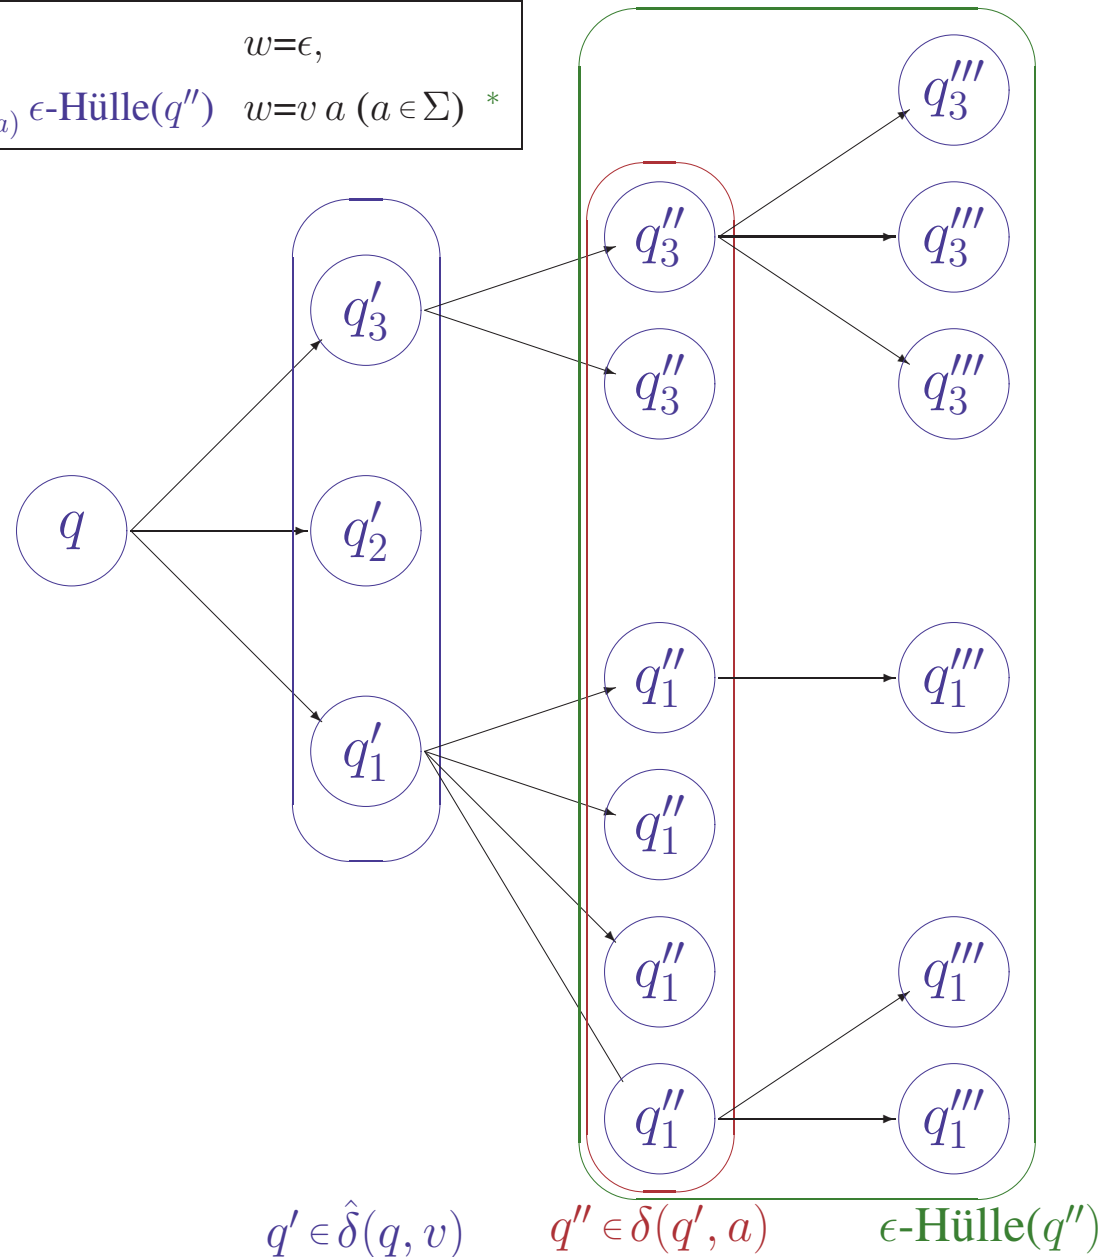 w=ϵ,
a) ϵ-Hülle(q′′) w=v a (a ∈ Σ) *
q′′′3
q′′3 q′′′3
q′3
q′′3 q′′′3
q q′2
q′′1 q′′′1
q′1
q′′1
q′′1 q′′′1
q′′1 q′′′1
q′ ∈ δ̂(q, v) q′′ ∈ δ(q′, a) ϵ-Hülle(q′′)